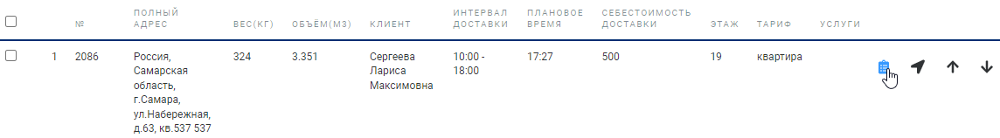 №
ПОЛНЫЙ
АДРЕС
ВЕС(КГ)
ОБЪЁМ(М3)
КЛИЕНТ
ИНТЕРВАЛ
ДОСТАВКИ
ПЛАНОВОЕ
ВРЕМЯ
СЕБЕСТОИМОСТЬ
ДОСТАВКИ
ЭТАЖ
ТАРИФ
УСЛУГИ
1
2086
Россия,
Самарская
область,
г.Самара,
ул.Набережная,
д.63, кв.537 537
324
3.351
Сергеева
Лариса
Максимовна
10:00 -
18:00
17:27
500
19
квартира